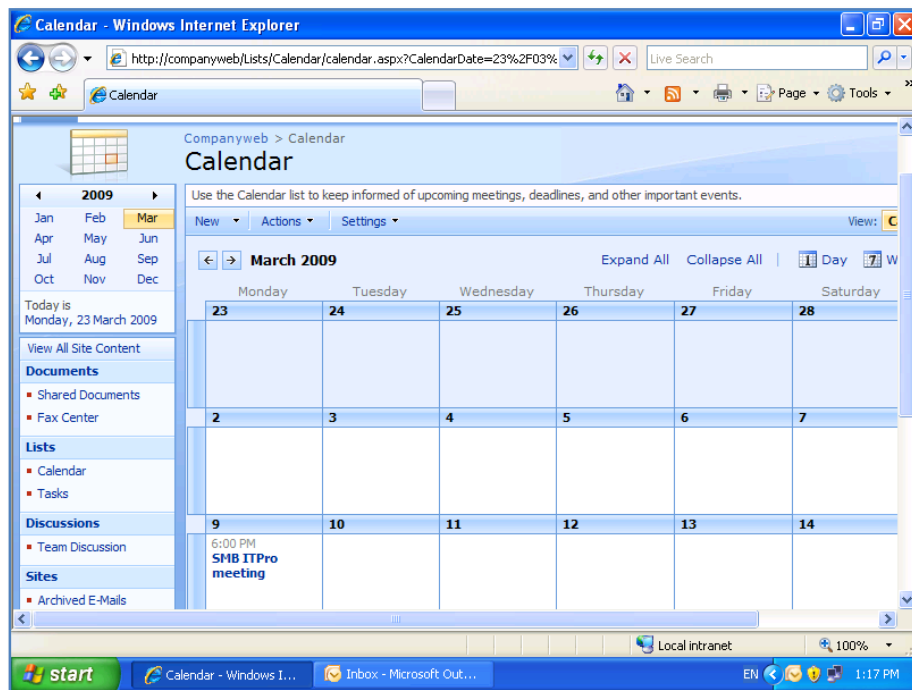 Calendar - Windows Internet Explorer
http://companyweb/Lists/Calendar/calendar.aspx?CalendarDate=23%2F03%
Live Search
Calendar
Page
Tools
Companyweb > Calendar
Calendar
2009
Jan Feb Mar
Apr May Jun
Jul Aug Sep
Oct Nov Dec
Today is
Monday, 23 March 2009
View All Site Content
Documents
Shared Documents
Fax Center
Lists
Calendar
Tasks
Discussions
Team Discussion
Sites
Archived E-Mails
Use the Calendar list to keep informed of upcoming meetings, deadlines, and other important events.
New Actions Settings View: C
March 2009 Expand All Collapse All 1 Day 7 W
Monday Tuesday Wednesday Thursday Friday Saturday
23 24 25 26 27 28
2 3 4 5 6 7
9 10 11 12 13 14
6:00 PM
SMB ITPro
meeting
Local intranet 100%
start Calendar - Windows I... Inbox - Microsoft Out... EN 1:17 PM